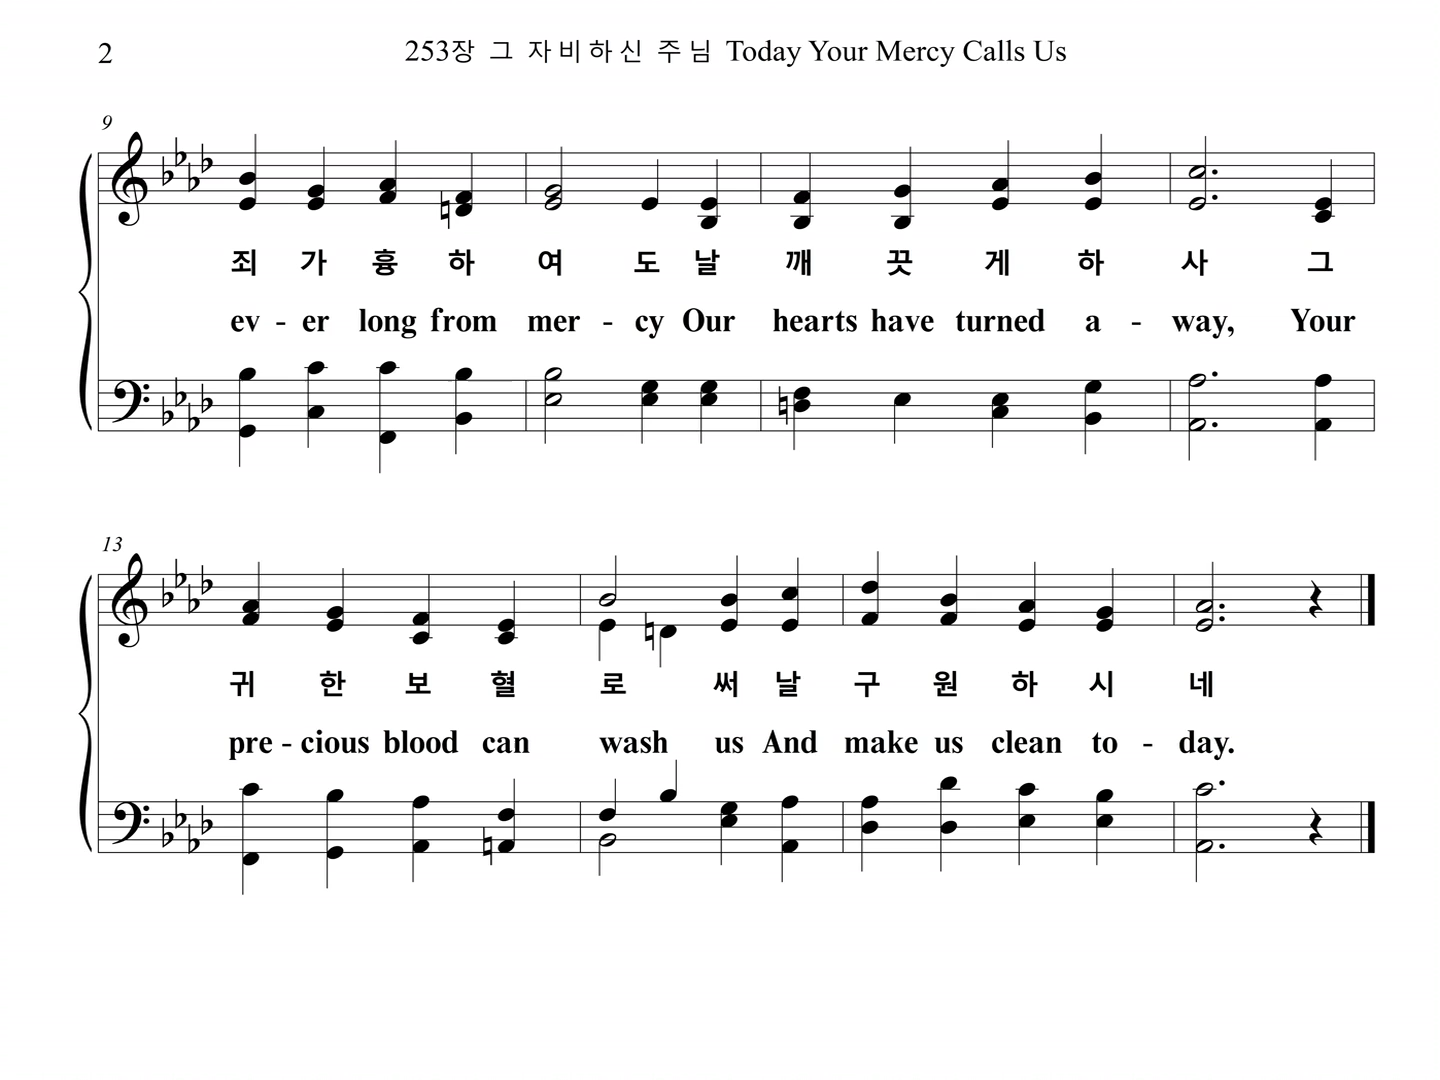 2
253장 그 자비하신 주님 Today Your Mercy Calls Us
9
죄 가 흉 하 여 도 날 깨 끗 게 하 사 그
ev - er long from mer - cy Our hearts have turned a - way, Your
13
귀 한 보 혈 로 써 날 구 원 하 시 네
pre - cious blood can wash us And make us clean to - day.